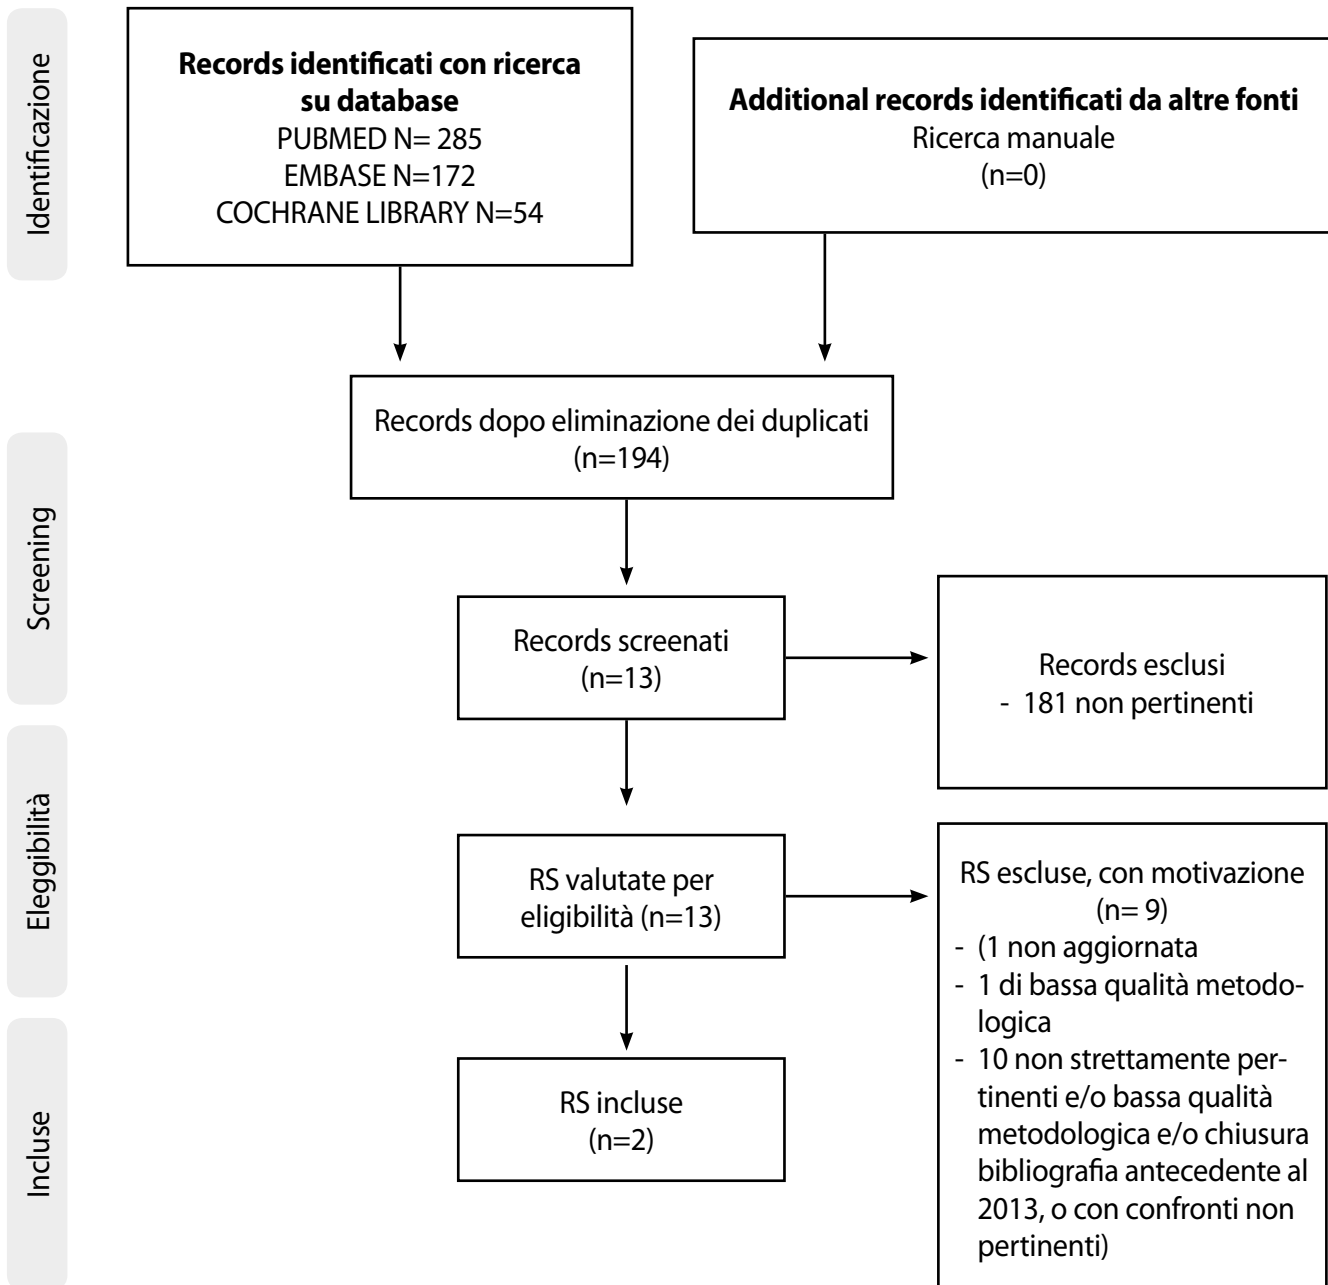 Identificazione
Records identificati con ricerca
su database
PUBMED N= 285
EMBASE N=172
COCHRANE LIBRARY N=54
Additional records identificati da altre fonti
Ricerca manuale
(n=0)
Records dopo eliminazione dei duplicati
(n=194)
Screening
Records screenati
(n=13)
Records esclusi
- 181 non pertinenti
Eleggibilità
RS valutate per
eligibilità (n=13)
RS escluse, con motivazione
(n= 9)
- (1 non aggiornata
- 1 di bassa qualità metodo-
logica
- 10 non strettamente per-
tinenti e/o bassa qualità
metodologica e/o chiusura
bibliografia antecedente al
2013, o con confronti non
pertinenti)
Incluse
RS incluse
(n=2)